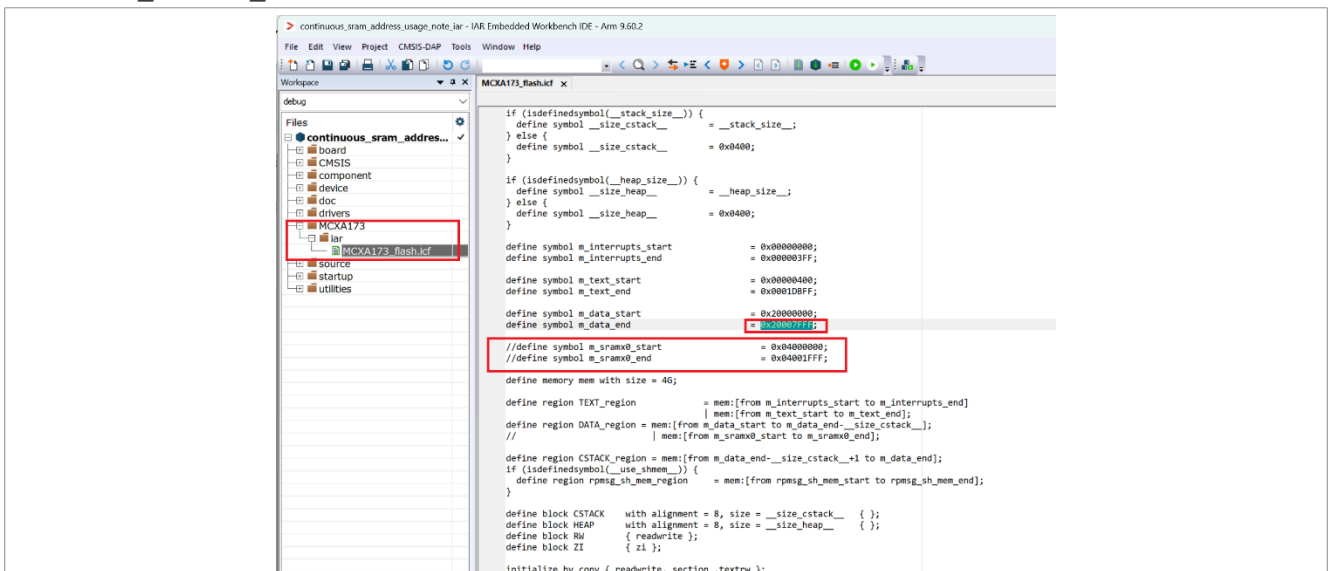 continuous_sram_address_usage_note_iar - IAR Embedded Workbench IDE - Arm 9.60.2
File Edit View Project CMSIS-DAP Tools Window Help
Workspace
debug
Files
continuous_sram_addres...
board
CMSIS
component
device
doc
drivers
MCXA173
iar
MCXA173_flash.icf
source
startup
utilities
MCXA173_flash.icf x
if (isdefinedsymbol(__stack_size__)) {
define symbol __size_cstack__ = __stack_size__;
} else {
define symbol __size_cstack__ = 0x0400;
}
if (isdefinedsymbol(__heap_size__)) {
define symbol __size_heap__ = __heap_size__;
} else {
define symbol __size_heap__ = 0x0400;
}
define symbol m_interrupts_start = 0x00000000;
define symbol m_interrupts_end = 0x000003FF;
define symbol m_text_start = 0x00000400;
define symbol m_text_end = 0x0001DBFF;
define symbol m_data_start = 0x20000000;
define symbol m_data_end = 0x20007FFF;
//define symbol m_sramx0_start = 0x04000000;
//define symbol m_sramx0_end = 0x04001FFF;
define memory mem with size = 4G;
define region TEXT_region = mem:[from m_interrupts_start to m_interrupts_end]
| mem:[from m_text_start to m_text_end];
define region DATA_region = mem:[from m_data_start to m_data_end-__size_cstack__];
// | mem:[from m_sramx0_start to m_sramx0_end];
define region CSTACK_region = mem:[from m_data_end-__size_cstack__+1 to m_data_end];
if (isdefinedsymbol(__use_shmem__)) {
define region rpmsg_sh_mem_region = mem:[from rpmsg_sh_mem_start to rpmsg_sh_mem_end];
}
define block CSTACK with alignment = 8, size = __size_cstack__ { };
define block HEAP with alignment = 8, size = __size_heap__ { };
define block RW { readwrite };
define block ZI { zi };
initialize by copy { readwrite, section .textrw };